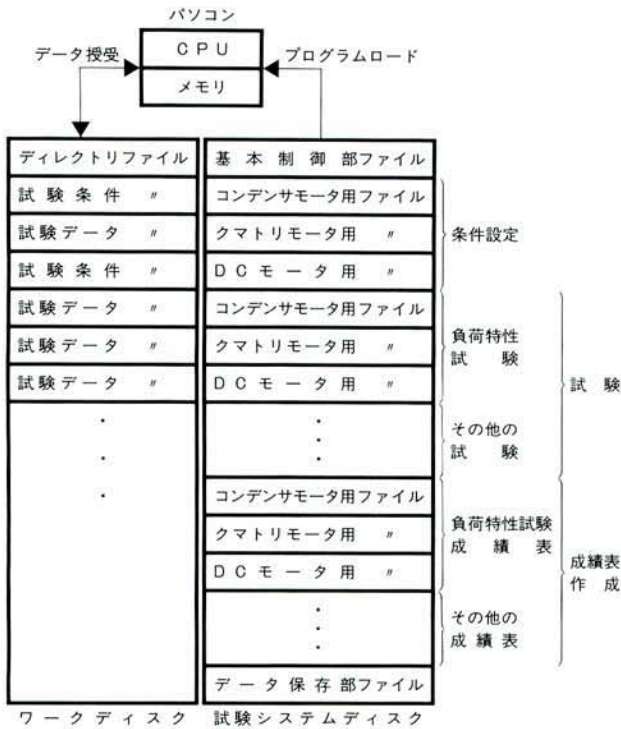 パソコン
CPU
メモリ
データ授受
プログラムロード
ディレクトリファイル
試験条件 〃
試験データ 〃
試験条件 〃
試験データ 〃
試験データ 〃
試験データ 〃
・
・
・
ワークディスク
基本制御部ファイル
コンデンサモータ用ファイル
クマトリモータ用 〃
DCモータ用 〃
コンデンサモータ用ファイル
クマトリモータ用 〃
DCモータ用 〃
・
・
・
コンデンサモータ用ファイル
クマトリモータ用 〃
DCモータ用 〃
・
・
・
データ保存部ファイル
試験システムディスク
条件設定
負荷特性
試験
その他の
試験
負荷特性試験
成績表
その他の
成績表
試験
成績表
作成